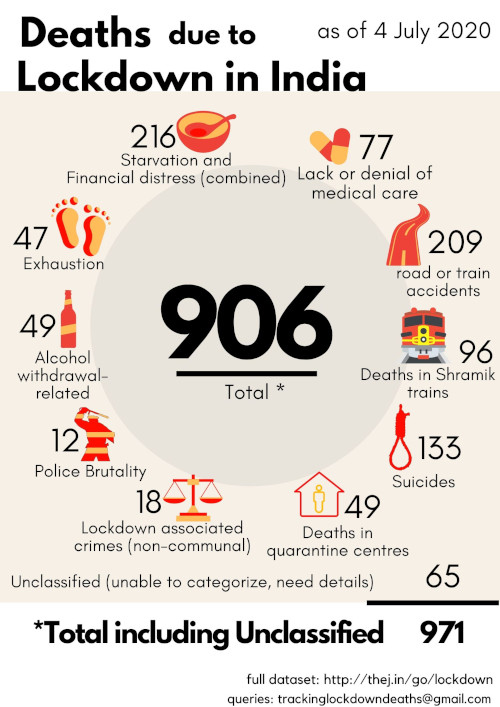 Deaths due to
as of 4 July 2020
Lockdown in India
216
Starvation and
Financial distress (combined)
77
Lack or denial of
medical care
47
Exhaustion
209
road or train
accidents
906
Total *
49
Alcohol
withdrawal-
related
96
Deaths in Shramik
trains
12
Police Brutality
133
Suicides
18
Lockdown associated
crimes (non-communal)
49
Deaths in
quarantine centres
Unclassified (unable to categorize, need details)
65
*Total including Unclassified 971
full dataset: http://thej.in/go/lockdown
queries: trackinglockdowndeaths@gmail.com